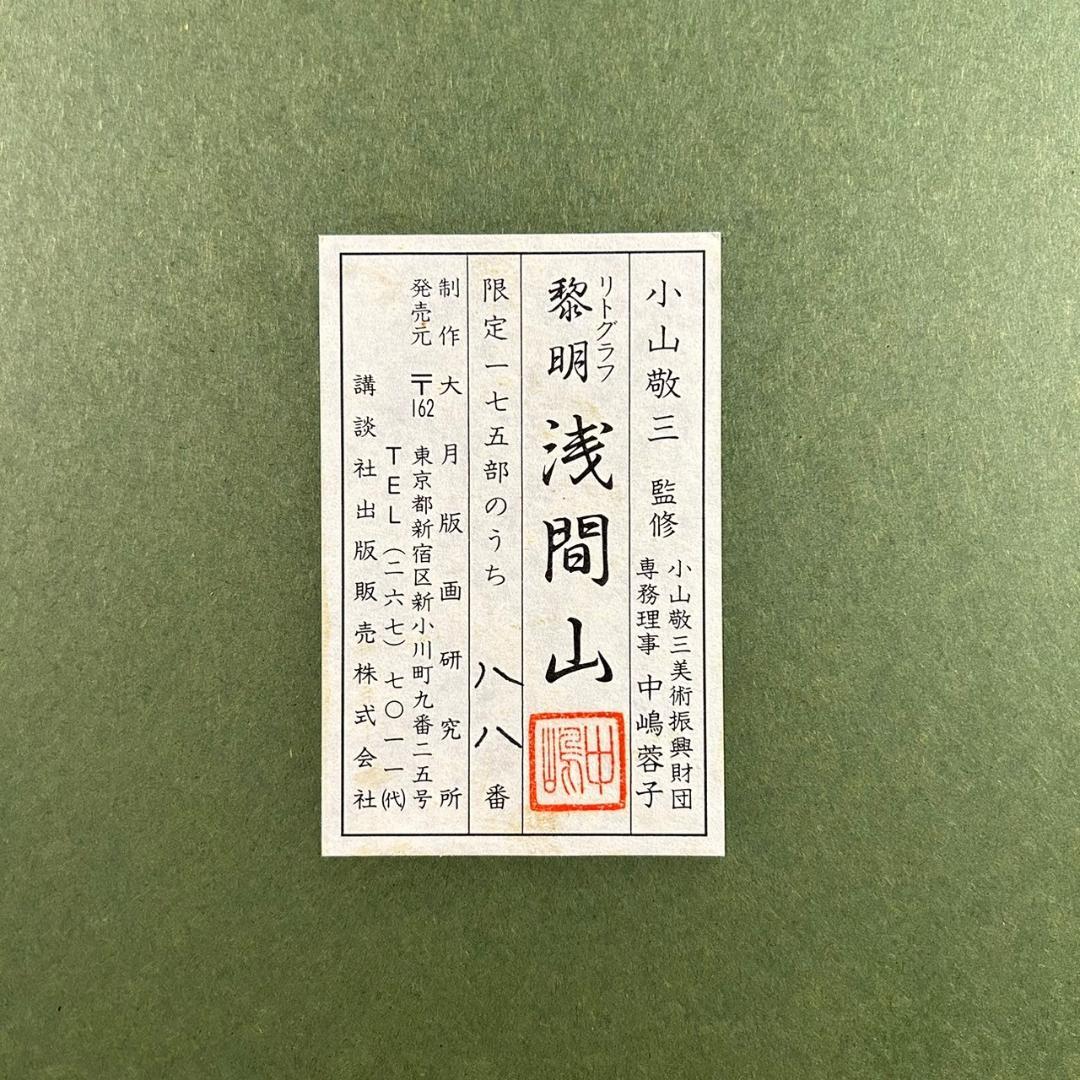 小山敬三 監修
小山敬三美術振興財団
専務理事 中嶋蓉子
リトグラフ
黎明 浅間山
中嶋
限定一七五部のうち 八八番
制作 大月版画研究所
発売元 〒162 東京都新宿区新小川町九番二五号
TEL(二六七)七〇一一(代)
講談社出版販売株式会社